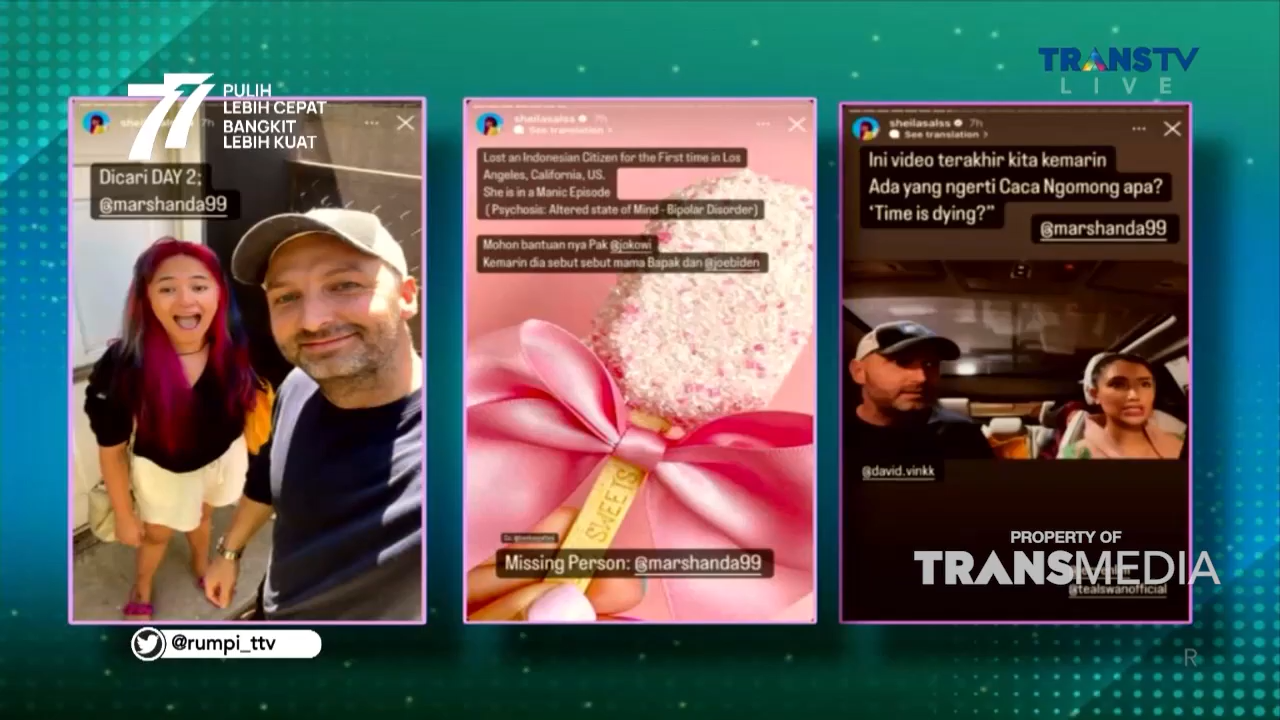 77
PULIH
LEBIH CEPAT
BANGKIT
LEBIH KUAT
TRANSTV
LIVE
7h
Dicari DAY 2;
@marshanda99
sheilasalss 7h
See translation >
Lost an Indonesian Citizen for the First time in Los
Angeles, California, US.
She is in a Manic Episode
( Psychosis: Altered state of Mind - Bipolar Disorder)
Mohon bantuan nya Pak @jokowi
Kemarin dia sebut sebut mama Bapak dan @joebiden
SWEETS
Missing Person: @marshanda99
sheilasalss 7h
See translation >
Ini video terakhir kita kemarin
Ada yang ngerti Caca Ngomong apa?
‘Time is dying?”
@marshanda99
@david.vinkk
PROPERTY OF
TRANSMEDIA
@tealswanofficial
@rumpi_ttv
R